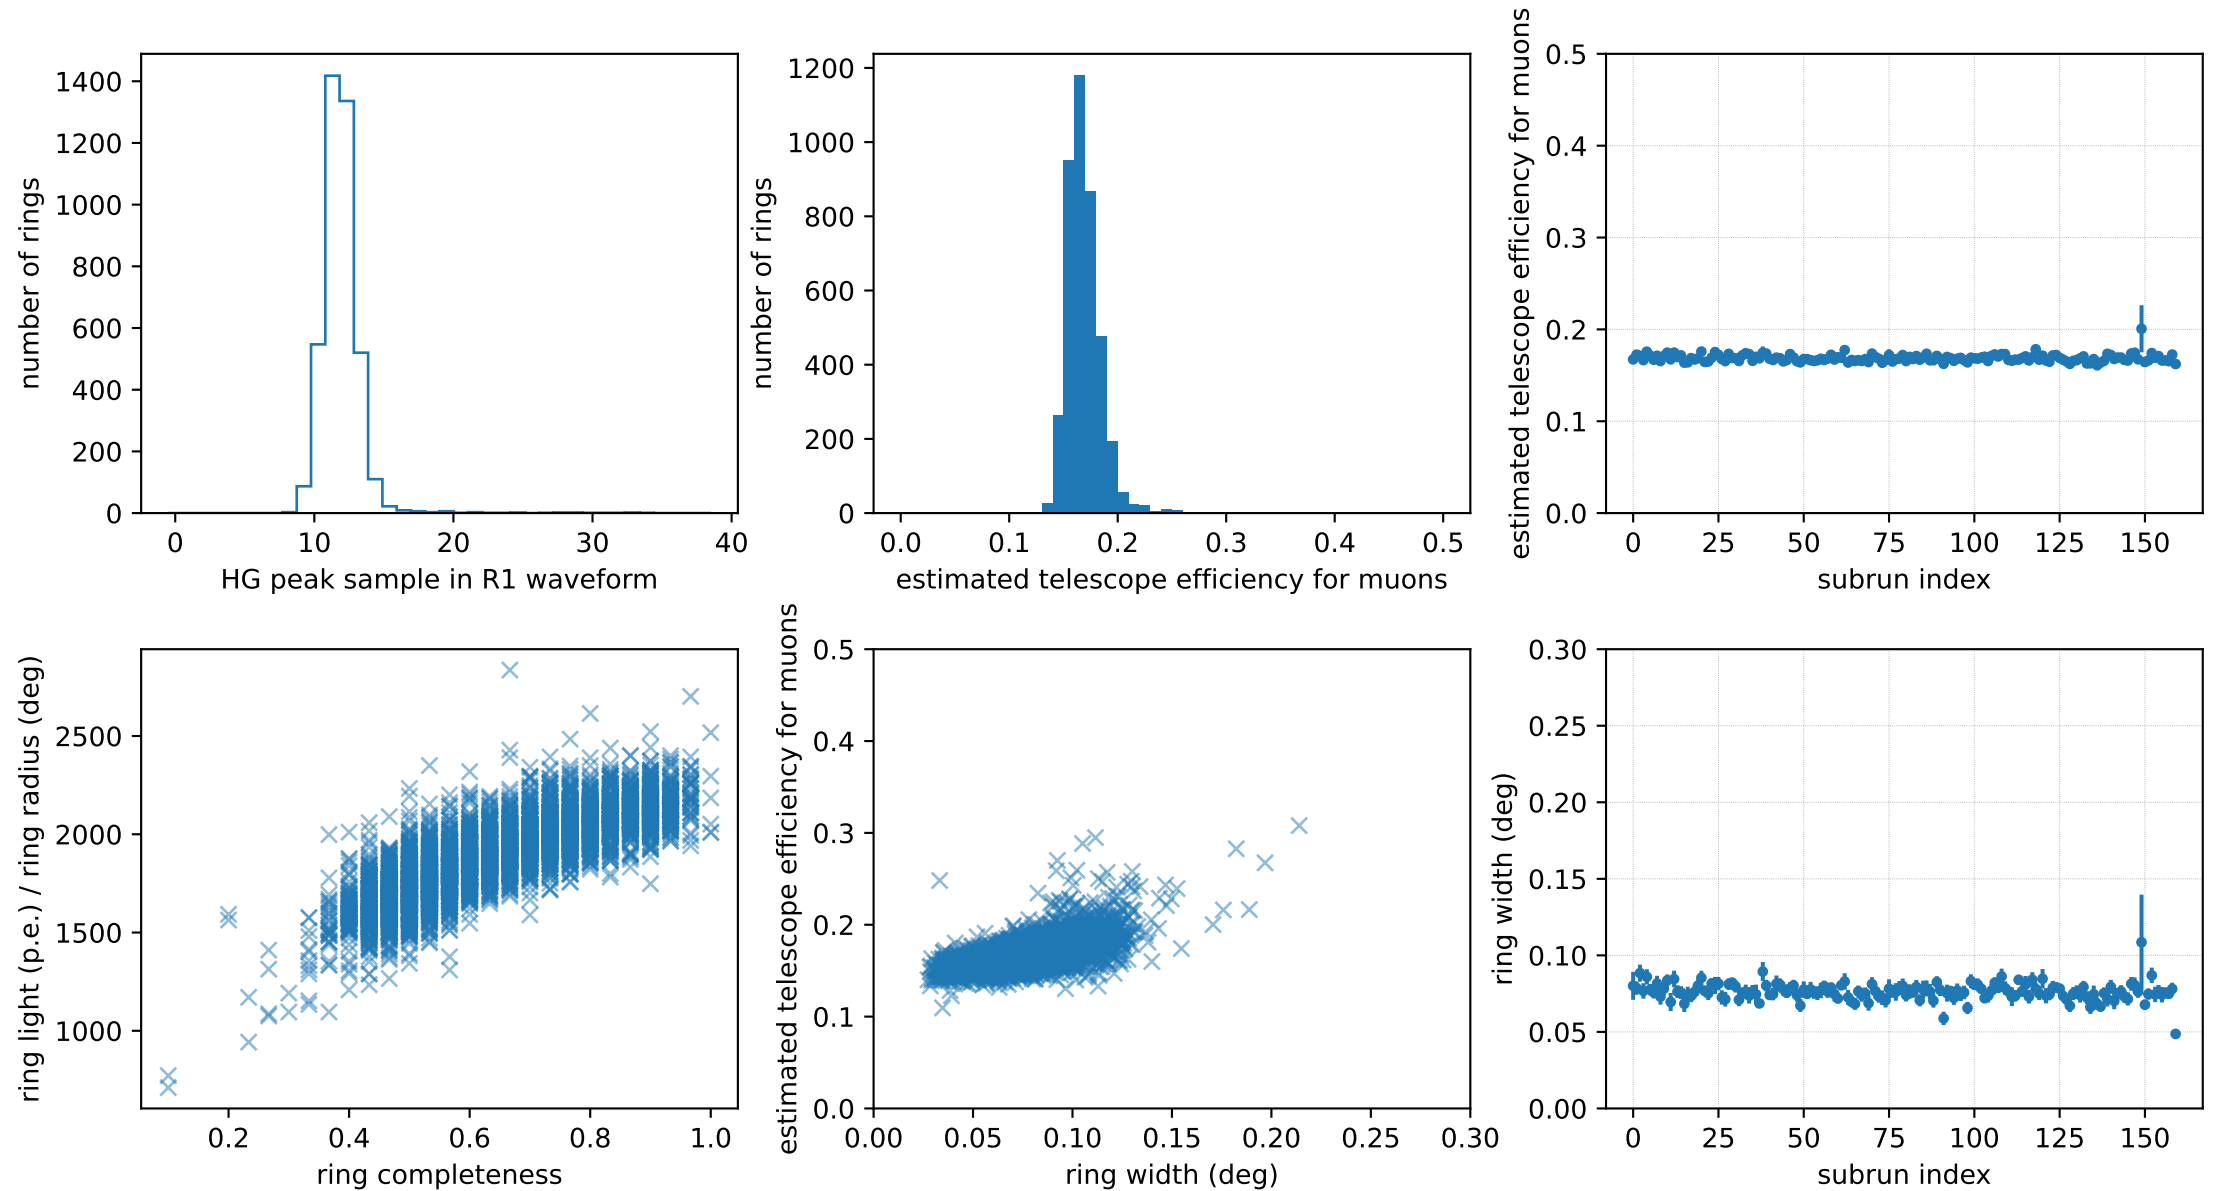 number of rings
1400
1200
1000
800
600
400
200
0
0 10 20 30 40
HG peak sample in R1 waveform
number of rings
1200
1000
800
600
400
200
0
0.0 0.1 0.2 0.3 0.4 0.5
estimated telescope efficiency for muons
estimated telescope efficiency for muons
0.5
0.4
0.3
0.2
0.1
0.0
0 25 50 75 100 125 150
subrun index
ring light (p.e.) / ring radius (deg)
2500
2000
1500
1000
0.2 0.4 0.6 0.8 1.0
ring completeness
estimated telescope efficiency for muons
0.5
0.4
0.3
0.2
0.1
0.0
0.00 0.05 0.10 0.15 0.20 0.25 0.30
ring width (deg)
ring width (deg)
0.30
0.25
0.20
0.15
0.10
0.05
0.00
0 25 50 75 100 125 150
subrun index